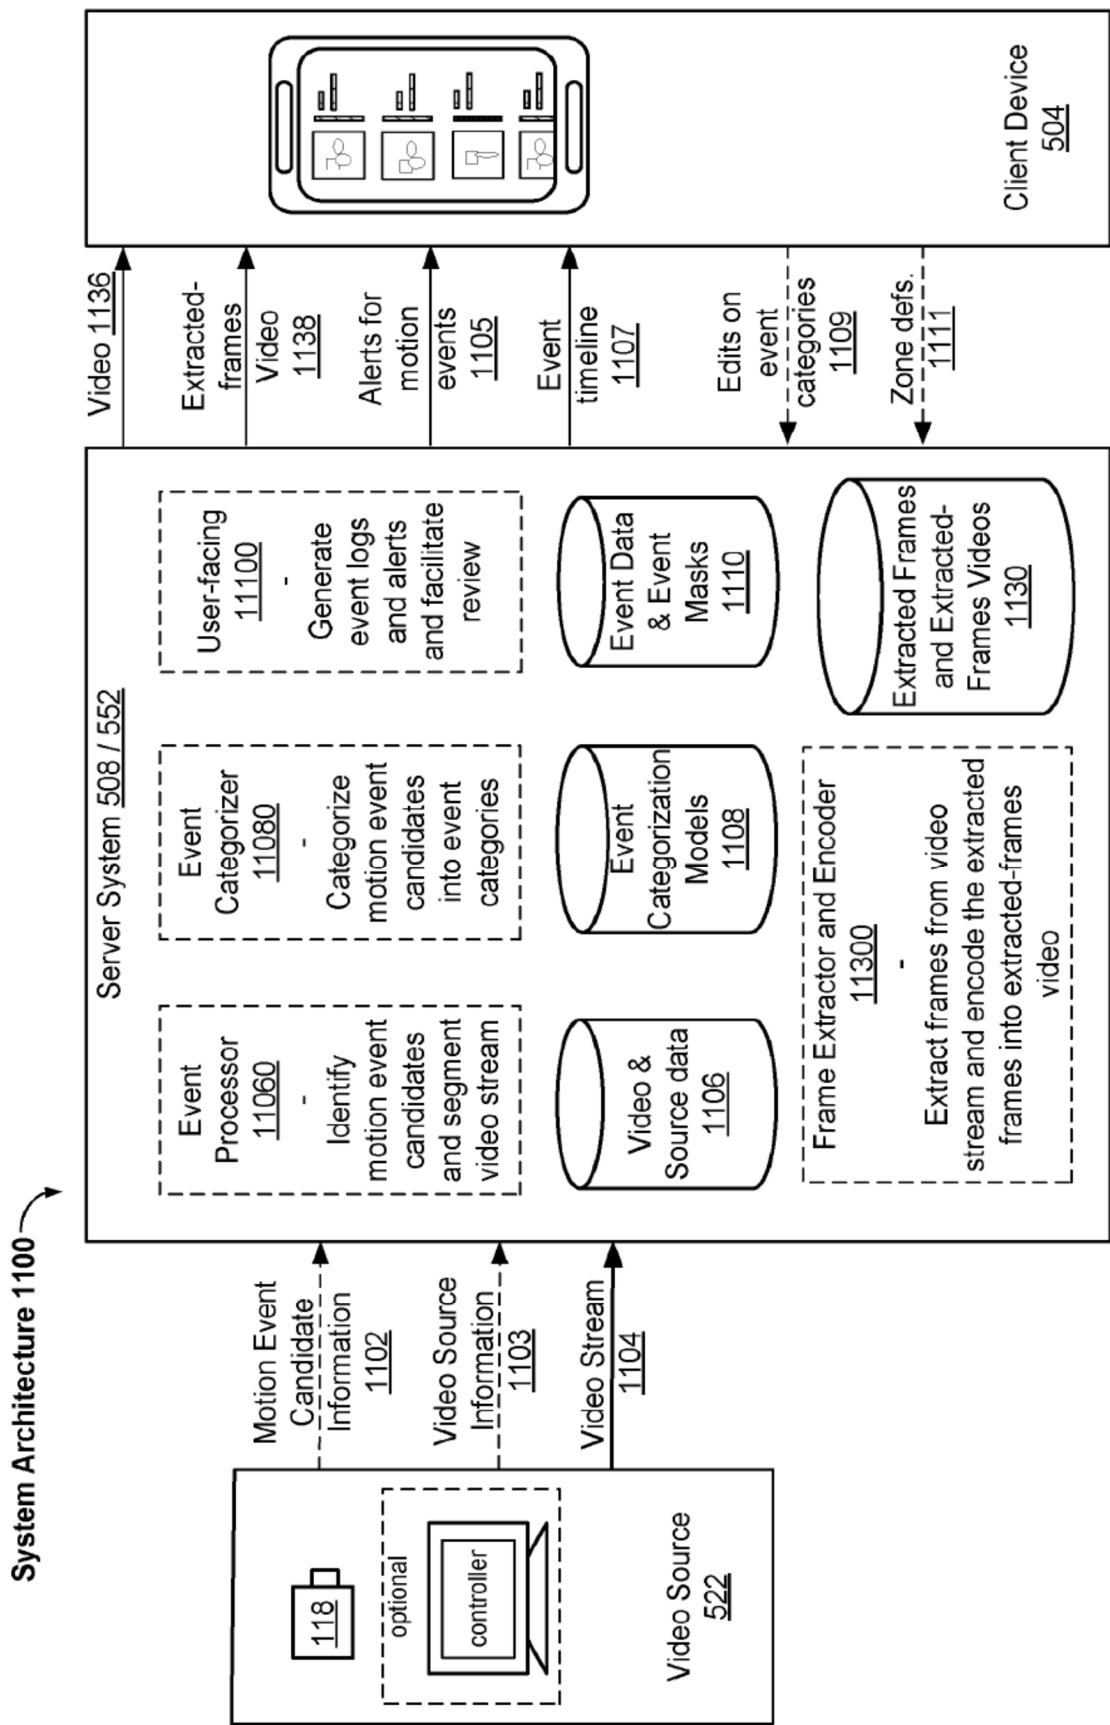 System Architecture 1100
118
optional
controller
Video Source
522
Motion Event
Candidate
Information
1102
Video Source
Information
1103
Video Stream
1104
Server System 508 / 552
Event
Processor
11060
-
Identify
motion event
candidates
and segment
video stream
Event
Categorizer
11080
-
Categorize
motion event
candidates
into event
categories
User-facing
11100
-
Generate
event logs
and alerts
and facilitate
review
Video &
Source data
1106
Event
Categorization
Models
1108
Event Data
& Event
Masks
1110
Frame Extractor and Encoder
11300
-
Extract frames from video
stream and encode the extracted
frames into extracted-frames
video
Extracted Frames
and Extracted-
Frames Videos
1130
Video 1136
Extracted-
frames
Video
1138
Alerts for
motion
events
1105
Event
timeline
1107
Edits on
event
categories
1109
Zone defs.
1111
Client Device
504